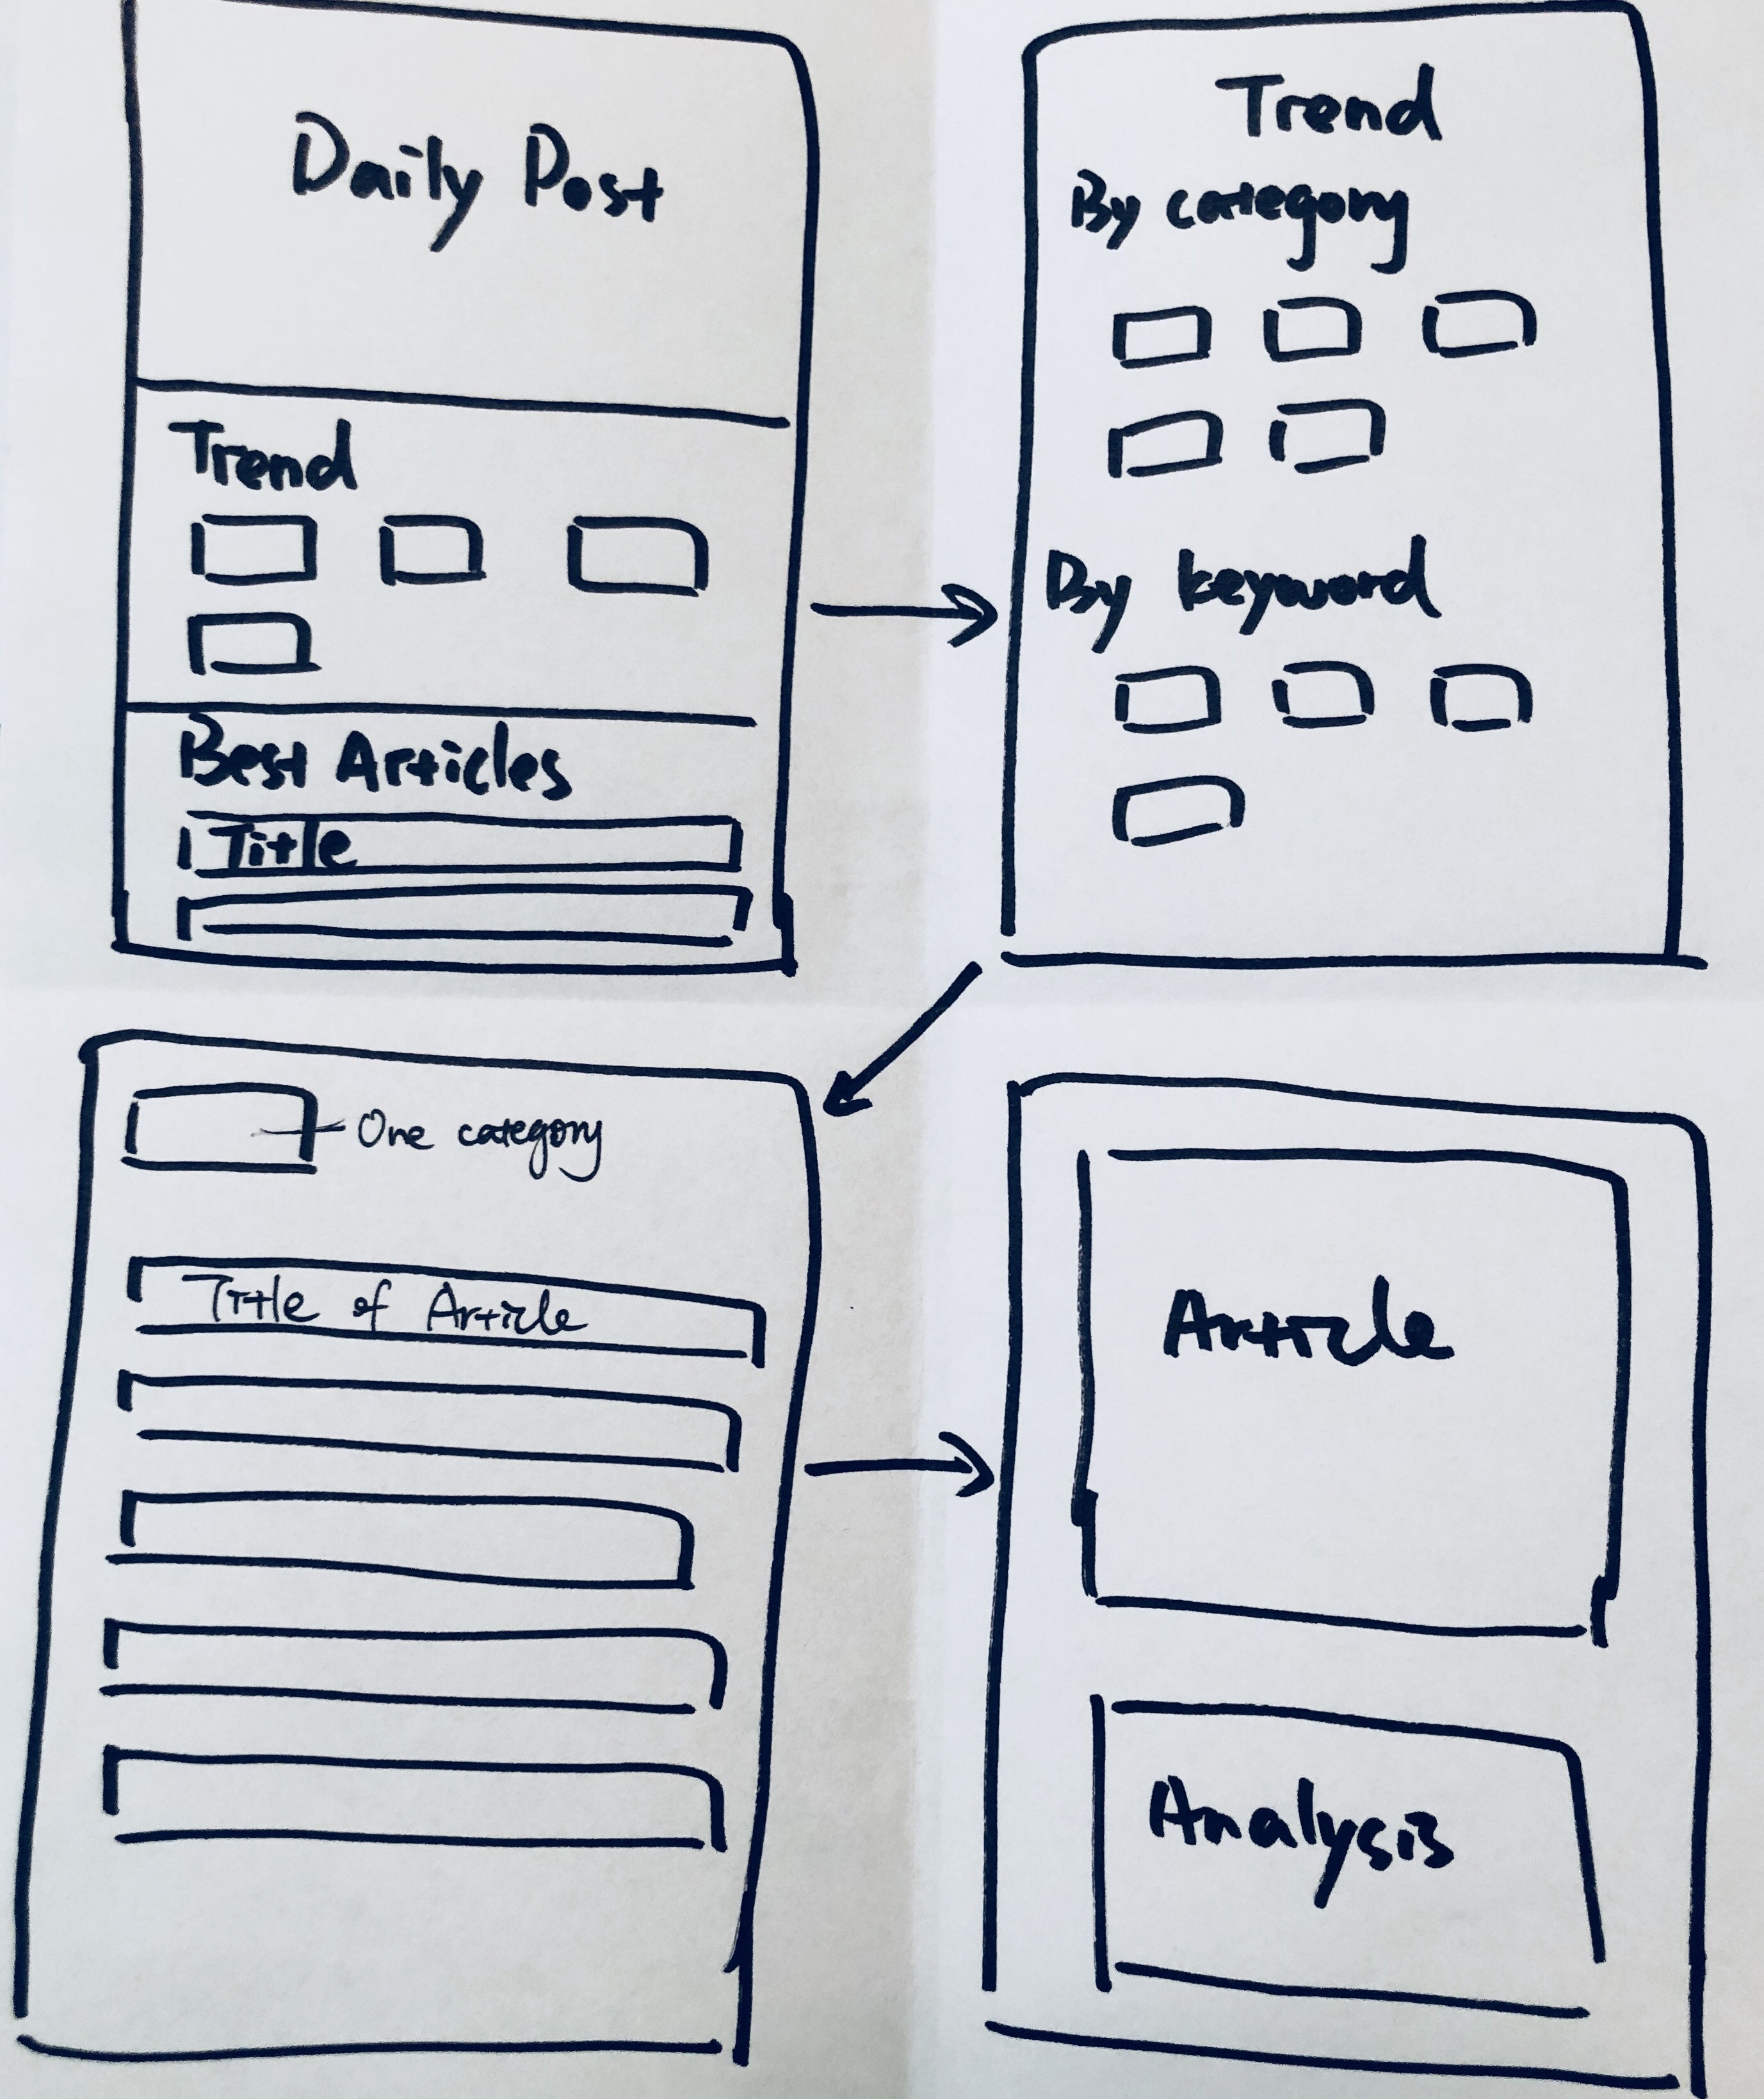 Daily Post
Trend
Best Articles
Title
Trend
By category
By keyword
One category
Title of Article
Article
Analysis